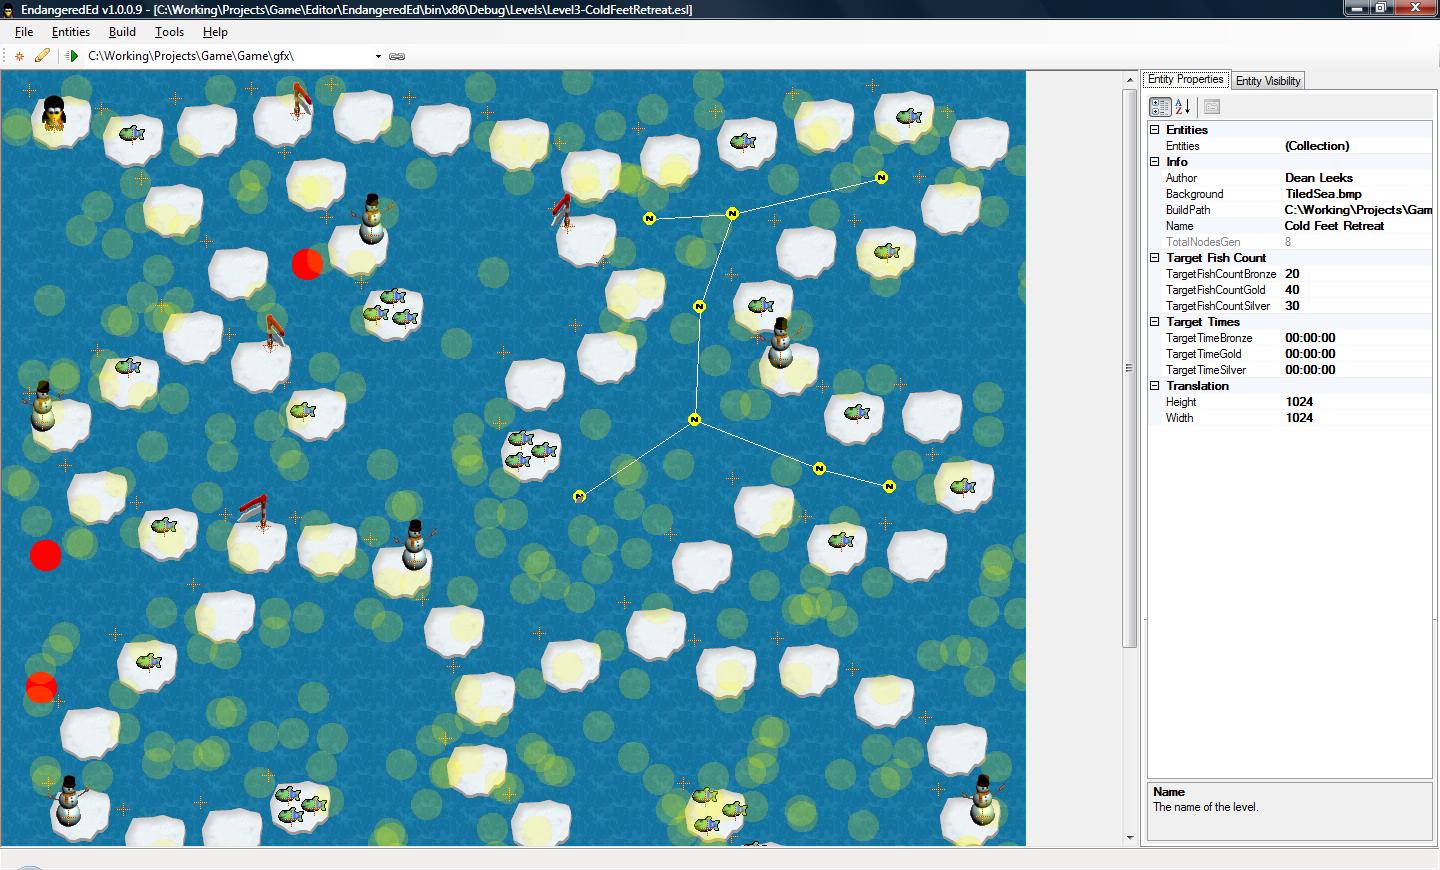 EndangeredEd v1.0.0.9 - [C:\Working\Projects\Game\Editor\EndangeredEd\bin\x86\Debug\Levels\Level3-ColdFeetRetreat.esl]
File Entities Build Tools Help
C:\Working\Projects\Game\Game\gfx\
Entity Properties Entity Visibility
Entities
Entities (Collection)
Info
Author Dean Leeks
Background TiledSea.bmp
BuildPath C:\Working\Projects\Gam
Name Cold Feet Retreat
TotalNodesGen 8
Target Fish Count
TargetFishCountBronze 20
TargetFishCountGold 40
TargetFishCountSilver 30
Target Times
TargetTimeBronze 00:00:00
TargetTimeGold 00:00:00
TargetTimeSilver 00:00:00
Translation
Height 1024
Width 1024
N
N
N
N
N
N
N
N
Name
The name of the level.